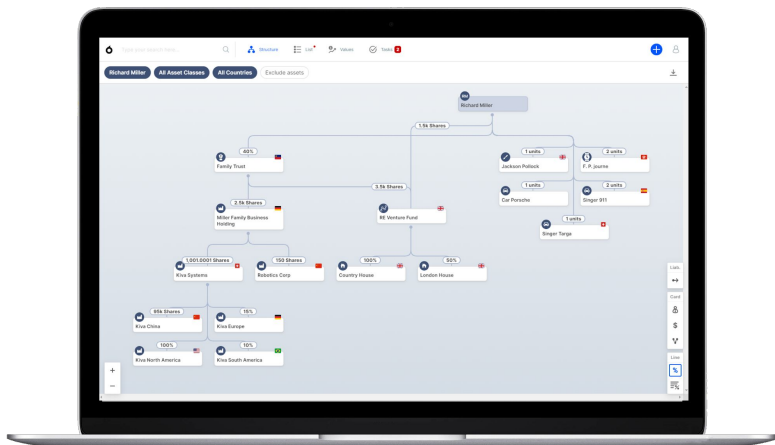 Type your search here...
Structure
List
Values
Tasks 2
Richard Miller
All Asset Classes
All Countries
Exclude assets
RM
Richard Miller
1.5k Shares
40%
Family Trust
1 units
Jackson Pollock
2 units
F. P. journe
3.5k Shares
1 units
Car Porsche
2 units
Singer 911
2.5k Shares
Miller Family Business
Holding
RE Venture Fund
1 units
Singer Targa
1,001.0001 Shares
Kiva Systems
150 Shares
Robotics Corp
100%
Country House
50%
London House
Card
$
55k Shares
Kiva China
15%
Kiva Europe
100%
Kiva North America
10%
Kiva South America
Line
%
+
−